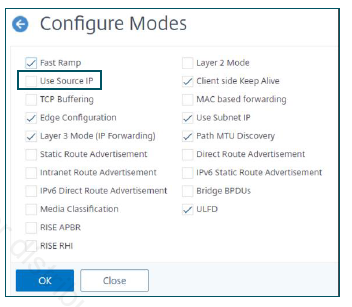 Configure Modes
Fast Ramp
Layer 2 Mode
Use Source IP
Client side Keep Alive
TCP Buffering
MAC based forwarding
Edge Configuration
Use Subnet IP
Layer 3 Mode (IP Forwarding)
Path MTU Discovery
Static Route Advertisement
Direct Route Advertisement
Intranet Route Advertisement
IPv6 Static Route Advertisement
IPv6 Direct Route Advertisement
Bridge BPDUs
Media Classification
ULFD
RISE APBR
RISE RHI
OK
Close